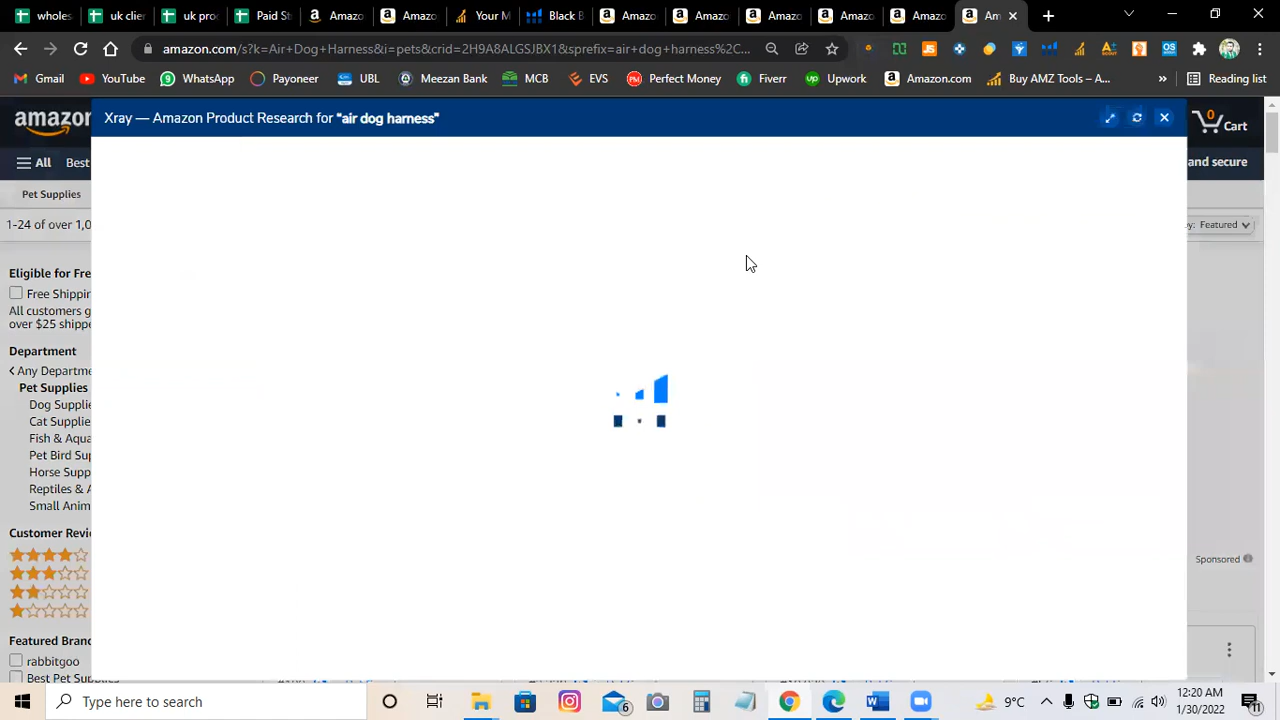 wholes
uk clie
uk pro
Paid St
Amazo
Amazo
Your M
Black B
Amazo
Amazo
Amazo
Amazo
Amazo
Am
amazon.com/s?k=Air+Dog+Harness&i=pets&crid=2H9A8ALGSJBX1&sprefix=air+dog+harness%2C...
Gmail
YouTube
WhatsApp
Payoneer
UBL
Meezan Bank
MCB
EVS
Perfect Money
Fiverr
Upwork
Amazon.com
Buy AMZ Tools – A...
Reading list
amazon
Xray — Amazon Product Research for "air dog harness"
0
Cart
All
Best
and secure
Pet Supplies
1-24 of over 1,0
y: Featured
Eligible for Fre
Free Shippin
All customers g
over $25 shippe
Department
Any Departme
Pet Supplies
Dog Supplie
Cat Supplie
Fish & Aqua
Pet Bird Sup
Horse Supp
Reptiles & A
Small Anim
Customer Revie
Sponsored
Featured Brand
rabbitgoo
Best Pet Supplies
Type here to search
6
9°C
12:20 AM
1/30/2022
11